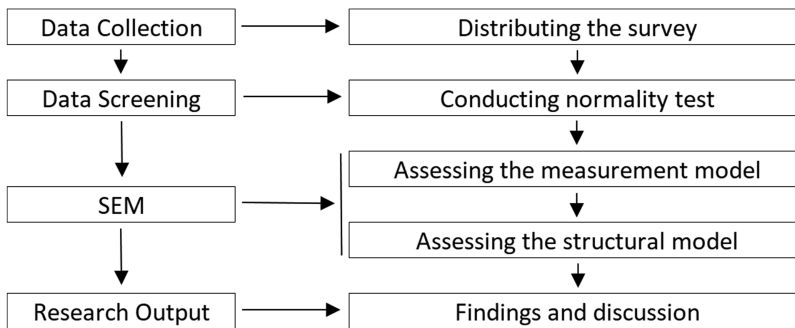 Data Collection
Distributing the survey
Data Screening
Conducting normality test
Assessing the measurement model
SEM
Assessing the structural model
Research Output
Findings and discussion